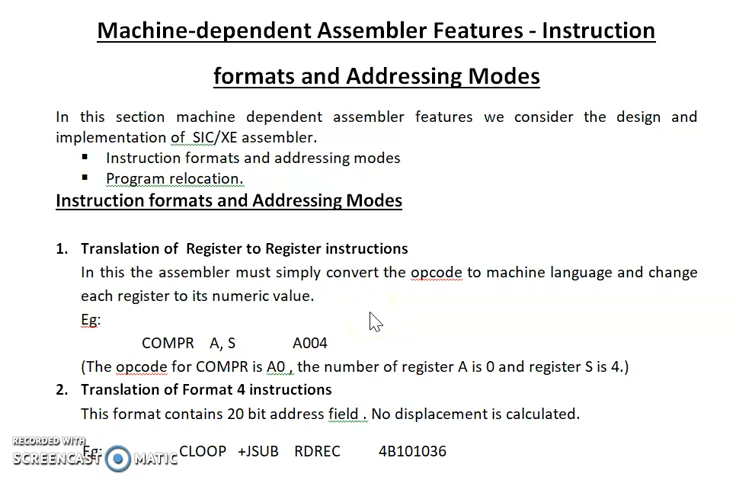 Machine-dependent Assembler Features - Instruction
formats and Addressing Modes
In this section machine dependent assembler features we consider the design and
implementation of SIC/XE assembler.
▪ Instruction formats and addressing modes
▪ Program relocation.
Instruction formats and Addressing Modes
1. Translation of Register to Register instructions
In this the assembler must simply convert the opcode to machine language and change
each register to its numeric value.
Eg:
COMPR A, S A004
(The opcode for COMPR is A0 , the number of register A is 0 and register S is 4.)
2. Translation of Format 4 instructions
This format contains 20 bit address field . No displacement is calculated.
Eg: CLOOP +JSUB RDREC 4B101036
RECORDED WITH
SCREENCAST MATIC